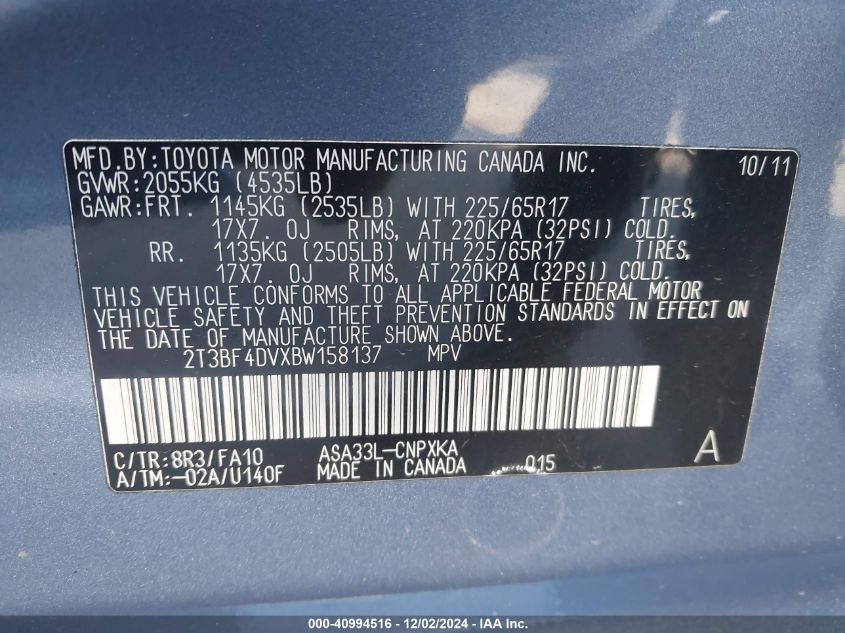 MFD.BY:TOYOTA MOTOR MANUFACTURING CANADA INC. 10/11
GVWR:2055KG (4535LB)
GAWR:FRT. 1145KG (2535LB) WITH 225/65R17 TIRES,
17X7.0J RIMS, AT 220KPA (32PSI) COLD.
RR. 1135KG (2505LB) WITH 225/65R17 TIRES,
17X7.0J RIMS, AT 220KPA (32PSI) COLD.
THIS VEHICLE CONFORMS TO ALL APPLICABLE FEDERAL MOTOR
VEHICLE SAFETY AND THEFT PREVENTION STANDARDS IN EFFECT ON
THE DATE OF MANUFACTURE SHOWN ABOVE.
2T3BF4DVXBW158137 MPV
C/TR:8R3/FA10 ASA33L-CNPXKA A
A/TM:-02A/U140F MADE IN CANADA 015
000-40994516 - 12/02/2024 - IAA Inc.